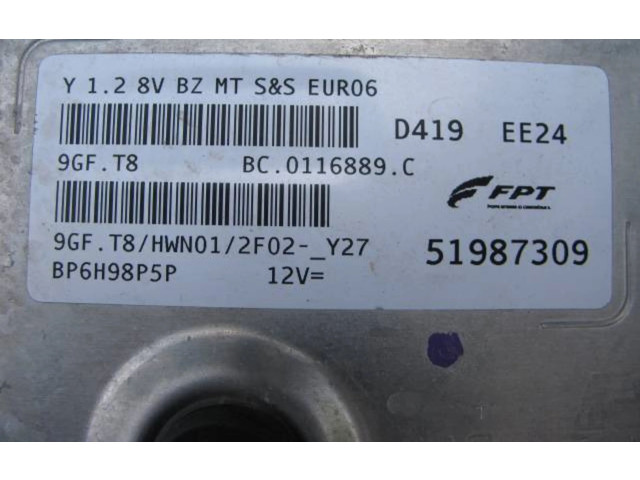 Y 1.2 8V BZ MT S&S EURO6
D419 EE24
9GF.T8 BC.0116889.C
FPT
9GF.T8/HWN01/2F02-_Y27
51987309
BP6H98P5P 12V=